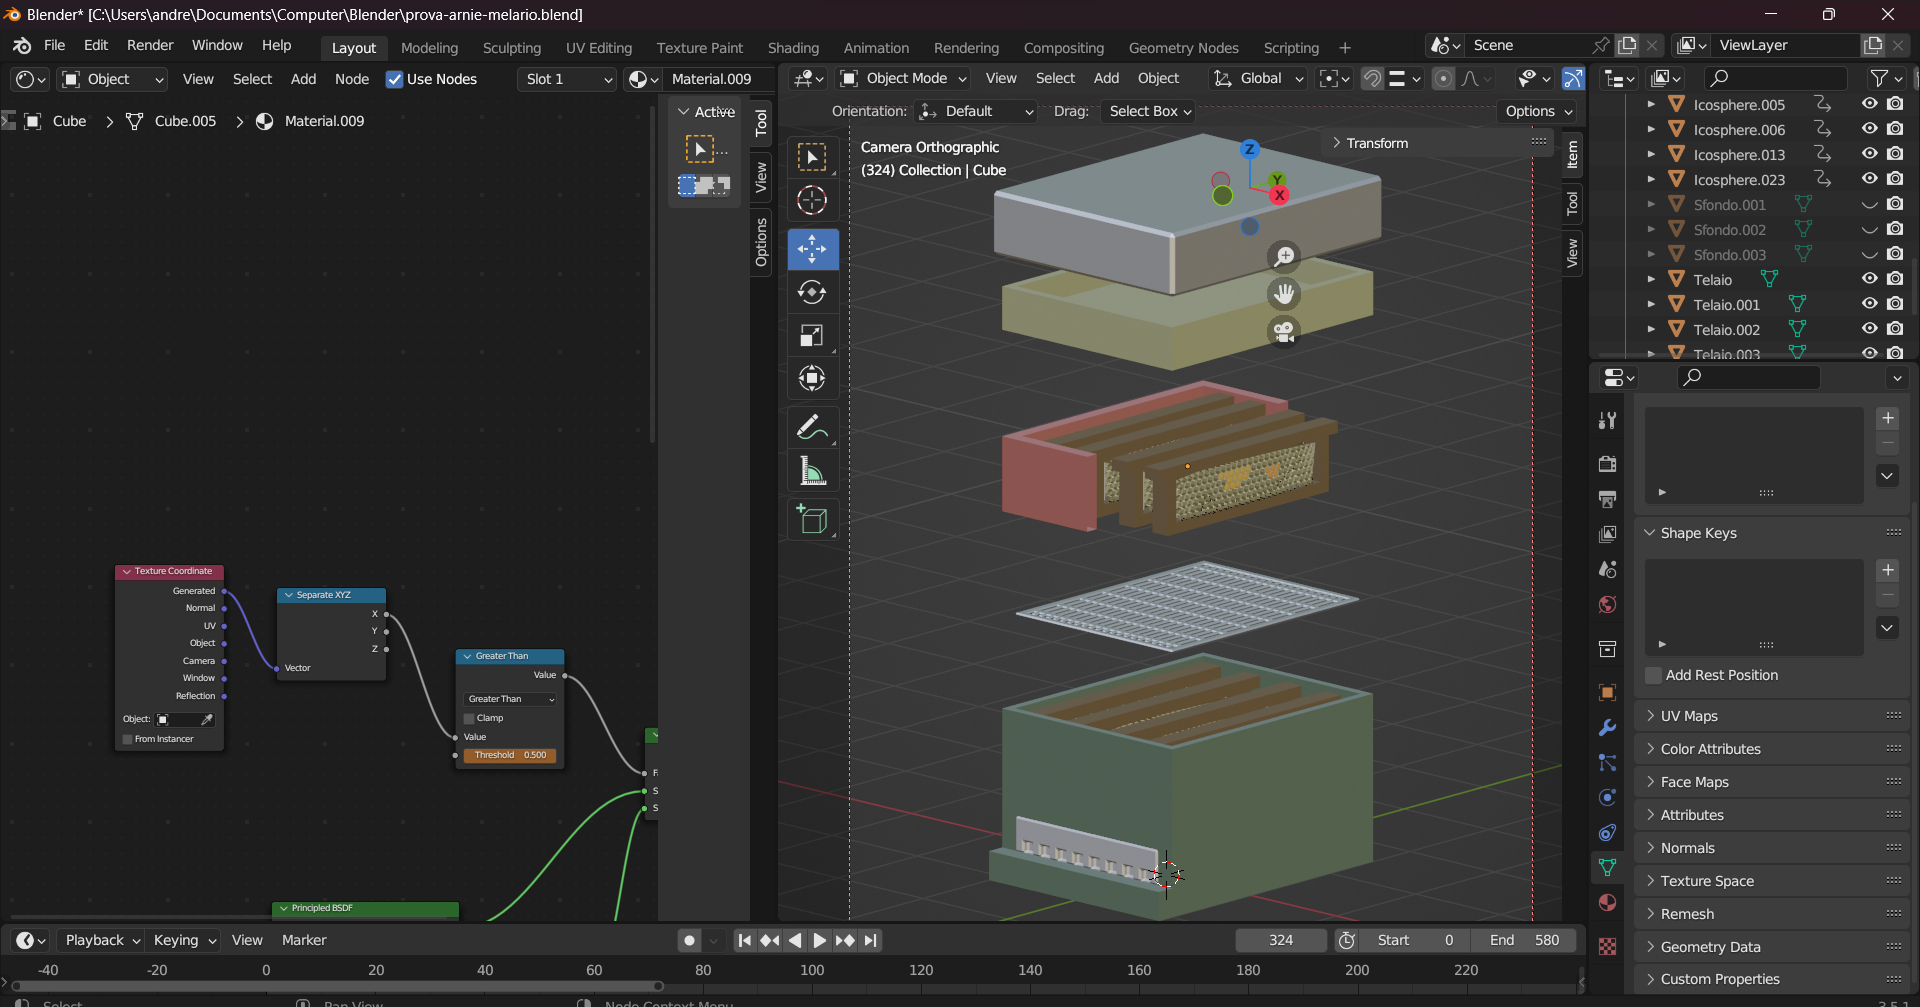 Blender* [C:\Users\andre\Documents\Computer\Blender\prova-arnie-melario.blend]
File Edit Render Window Help
Layout Modeling Sculpting UV Editing Texture Paint Shading Animation Rendering Compositing Geometry Nodes Scripting +
Scene ViewLayer
Object View Select Add Node Use Nodes Slot 1 Material.009
Object Mode View Select Add Object Global
Orientation: Default Drag: Select Box Options
Cube > Cube.005 > Material.009
Active
Tool
View
Options
Camera Orthographic
(324) Collection | Cube
Transform
Item
Tool
View
Z
Y
X
Icosphere.005
Icosphere.006
Icosphere.013
Icosphere.023
Sfondo.001
Sfondo.002
Sfondo.003
Telaio
Telaio.001
Telaio.002
Telaio.003
Shape Keys
Add Rest Position
UV Maps
Color Attributes
Face Maps
Attributes
Normals
Texture Space
Remesh
Geometry Data
Custom Properties
Texture Coordinate
Generated
Normal
UV
Object
Camera
Window
Reflection
Object:
From Instancer
Separate XYZ
X
Y
Z
Vector
Greater Than
Value
Greater Than
Clamp
Value
Threshold 0.500
F
S
S
Principled BSDF
Playback Keying View Marker
324 Start 0 End 580
-40 -20 0 20 40 60 80 100 120 140 160 180 200 220
Select Pan View Node Context Menu
3.5.1